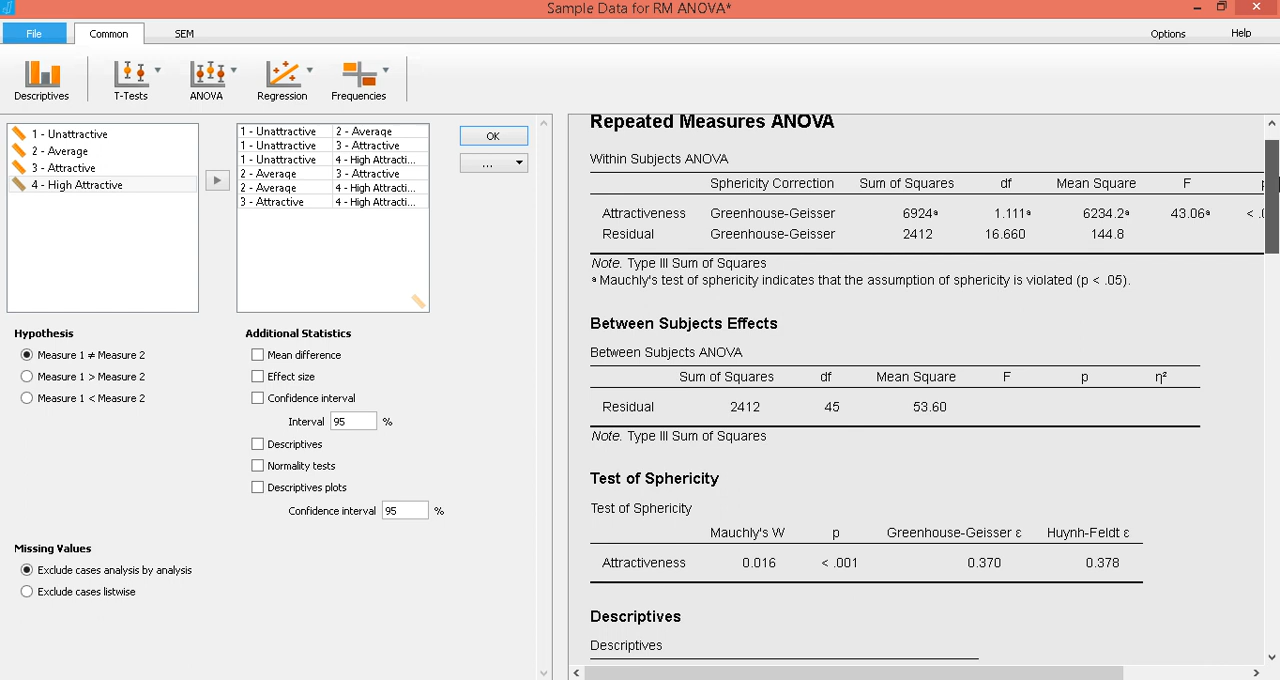 Sample Data for RM ANOVA*
File Common SEM Options Help
Descriptives T-Tests ANOVA Regression Frequencies
1 - Unattractive
2 - Average
3 - Attractive
4 - High Attractive
1 - Unattractive 2 - Average
1 - Unattractive 3 - Attractive
1 - Unattractive 4 - High Attracti...
2 - Average 3 - Attractive
2 - Average 4 - High Attracti...
3 - Attractive 4 - High Attracti...
OK
...
Hypothesis
Measure 1 ≠ Measure 2
Measure 1 > Measure 2
Measure 1 < Measure 2
Additional Statistics
Mean difference
Effect size
Confidence interval
Interval 95 %
Descriptives
Normality tests
Descriptives plots
Confidence interval 95 %
Missing Values
Exclude cases analysis by analysis
Exclude cases listwise
Repeated Measures ANOVA
Within Subjects ANOVA
Sphericity Correction Sum of Squares df Mean Square F
Attractiveness Greenhouse-Geisser 6924ᵃ 1.111ᵃ 6234.2ᵃ 43.06ᵃ < .0
Residual Greenhouse-Geisser 2412 16.660 144.8
Note. Type III Sum of Squares
ᵃ Mauchly's test of sphericity indicates that the assumption of sphericity is violated (p < .05).
Between Subjects Effects
Between Subjects ANOVA
Sum of Squares df Mean Square F p η²
Residual 2412 45 53.60
Note. Type III Sum of Squares
Test of Sphericity
Test of Sphericity
Mauchly's W p Greenhouse-Geisser ε Huynh-Feldt ε
Attractiveness 0.016 < .001 0.370 0.378
Descriptives
Descriptives